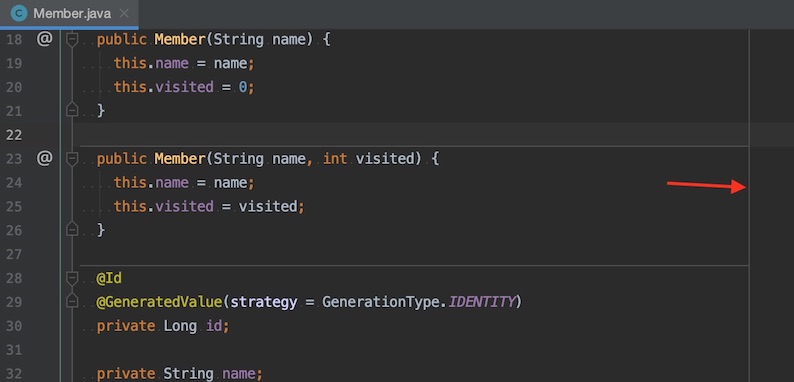 Member.java
18 @ public Member(String name) {
19 this.name = name;
20 this.visited = 0;
21 }
22
23 @ public Member(String name, int visited) {
24 this.name = name;
25 this.visited = visited;
26 }
27
28 @Id
29 @GeneratedValue(strategy = GenerationType.IDENTITY)
30 private Long id;
31
32 private String name;